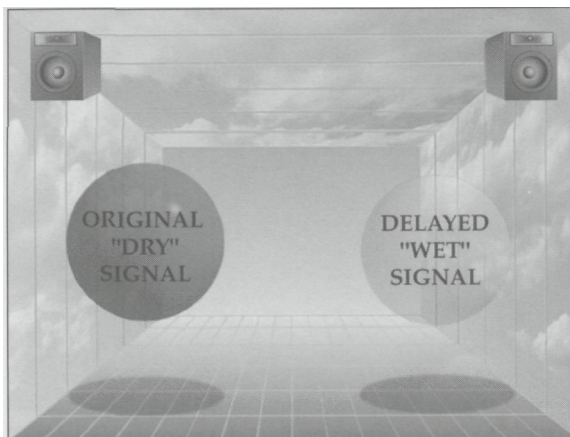 ORIGINAL
"DRY"
SIGNAL
DELAYED
"WET"
SIGNAL